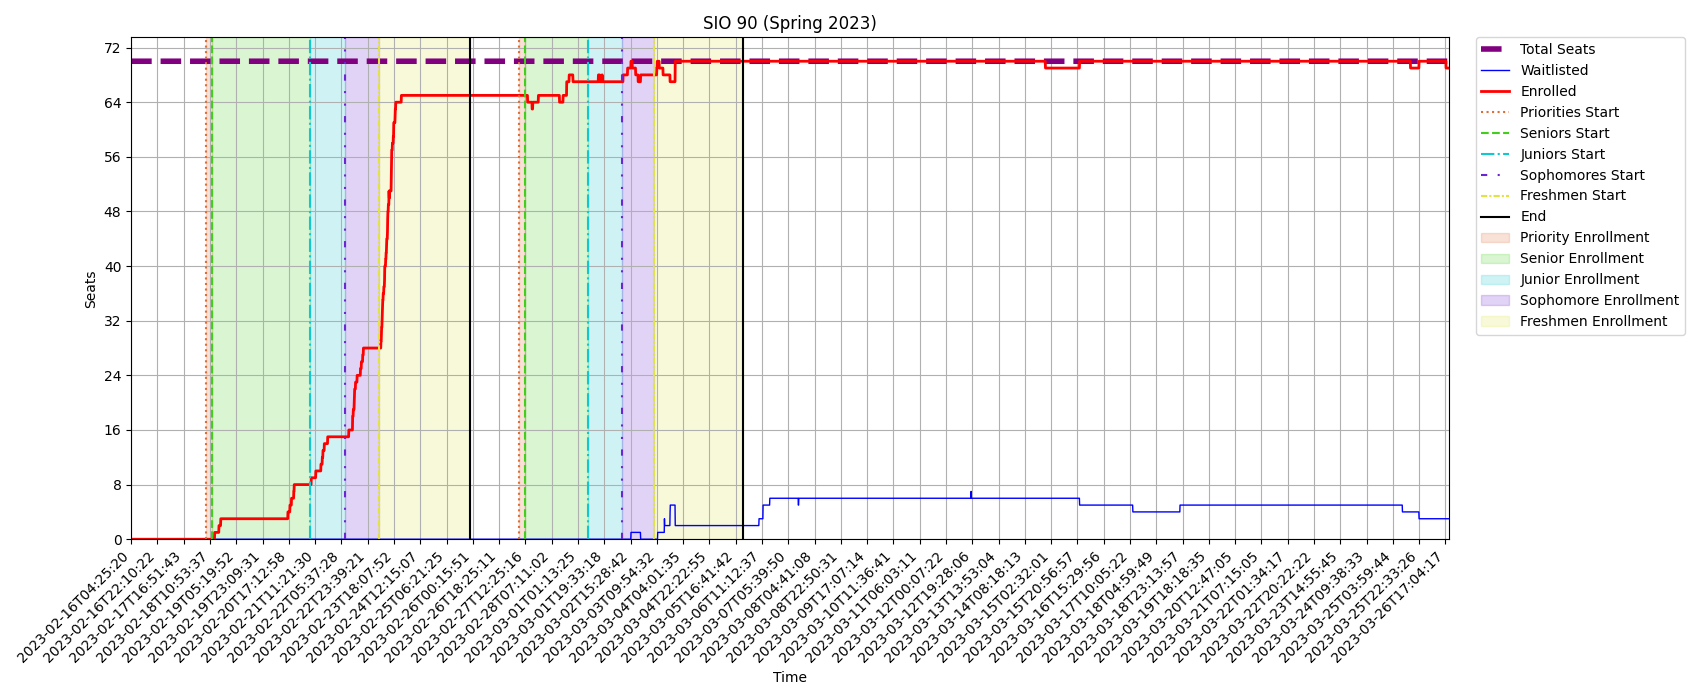 SIO 90 (Spring 2023)
72
64
56
48
40
32
24
16
8
0
Seats
2023-02-16T04:25:20
2023-02-16T22:10:22
2023-02-17T16:51:43
2023-02-18T10:53:37
2023-02-19T05:19:52
2023-02-19T23:09:31
2023-02-20T17:12:58
2023-02-21T11:21:30
2023-02-22T05:37:28
2023-02-22T23:39:21
2023-02-23T18:07:52
2023-02-24T12:15:07
2023-02-25T06:21:25
2023-02-26T00:15:51
2023-02-26T18:25:11
2023-02-27T12:25:16
2023-02-28T07:11:02
2023-03-01T01:13:25
2023-03-01T19:33:18
2023-03-02T15:28:42
2023-03-03T09:54:32
2023-03-04T04:01:35
2023-03-04T22:22:55
2023-03-05T16:41:42
2023-03-06T11:12:37
2023-03-07T05:39:50
2023-03-08T04:41:08
2023-03-08T22:50:31
2023-03-09T17:07:14
2023-03-10T11:36:41
2023-03-11T06:03:11
2023-03-12T00:07:22
2023-03-12T19:28:06
2023-03-13T13:53:04
2023-03-14T08:18:13
2023-03-15T02:32:01
2023-03-15T20:56:57
2023-03-16T15:29:56
2023-03-17T10:05:22
2023-03-18T04:59:49
2023-03-18T23:13:57
2023-03-19T18:18:35
2023-03-20T12:47:05
2023-03-21T07:15:05
2023-03-22T01:34:17
2023-03-22T20:22:22
2023-03-23T14:55:45
2023-03-24T09:38:33
2023-03-25T03:59:44
2023-03-25T22:33:26
2023-03-26T17:04:17
Time
Total Seats
Waitlisted
Enrolled
Priorities Start
Seniors Start
Juniors Start
Sophomores Start
Freshmen Start
End
Priority Enrollment
Senior Enrollment
Junior Enrollment
Sophomore Enrollment
Freshmen Enrollment